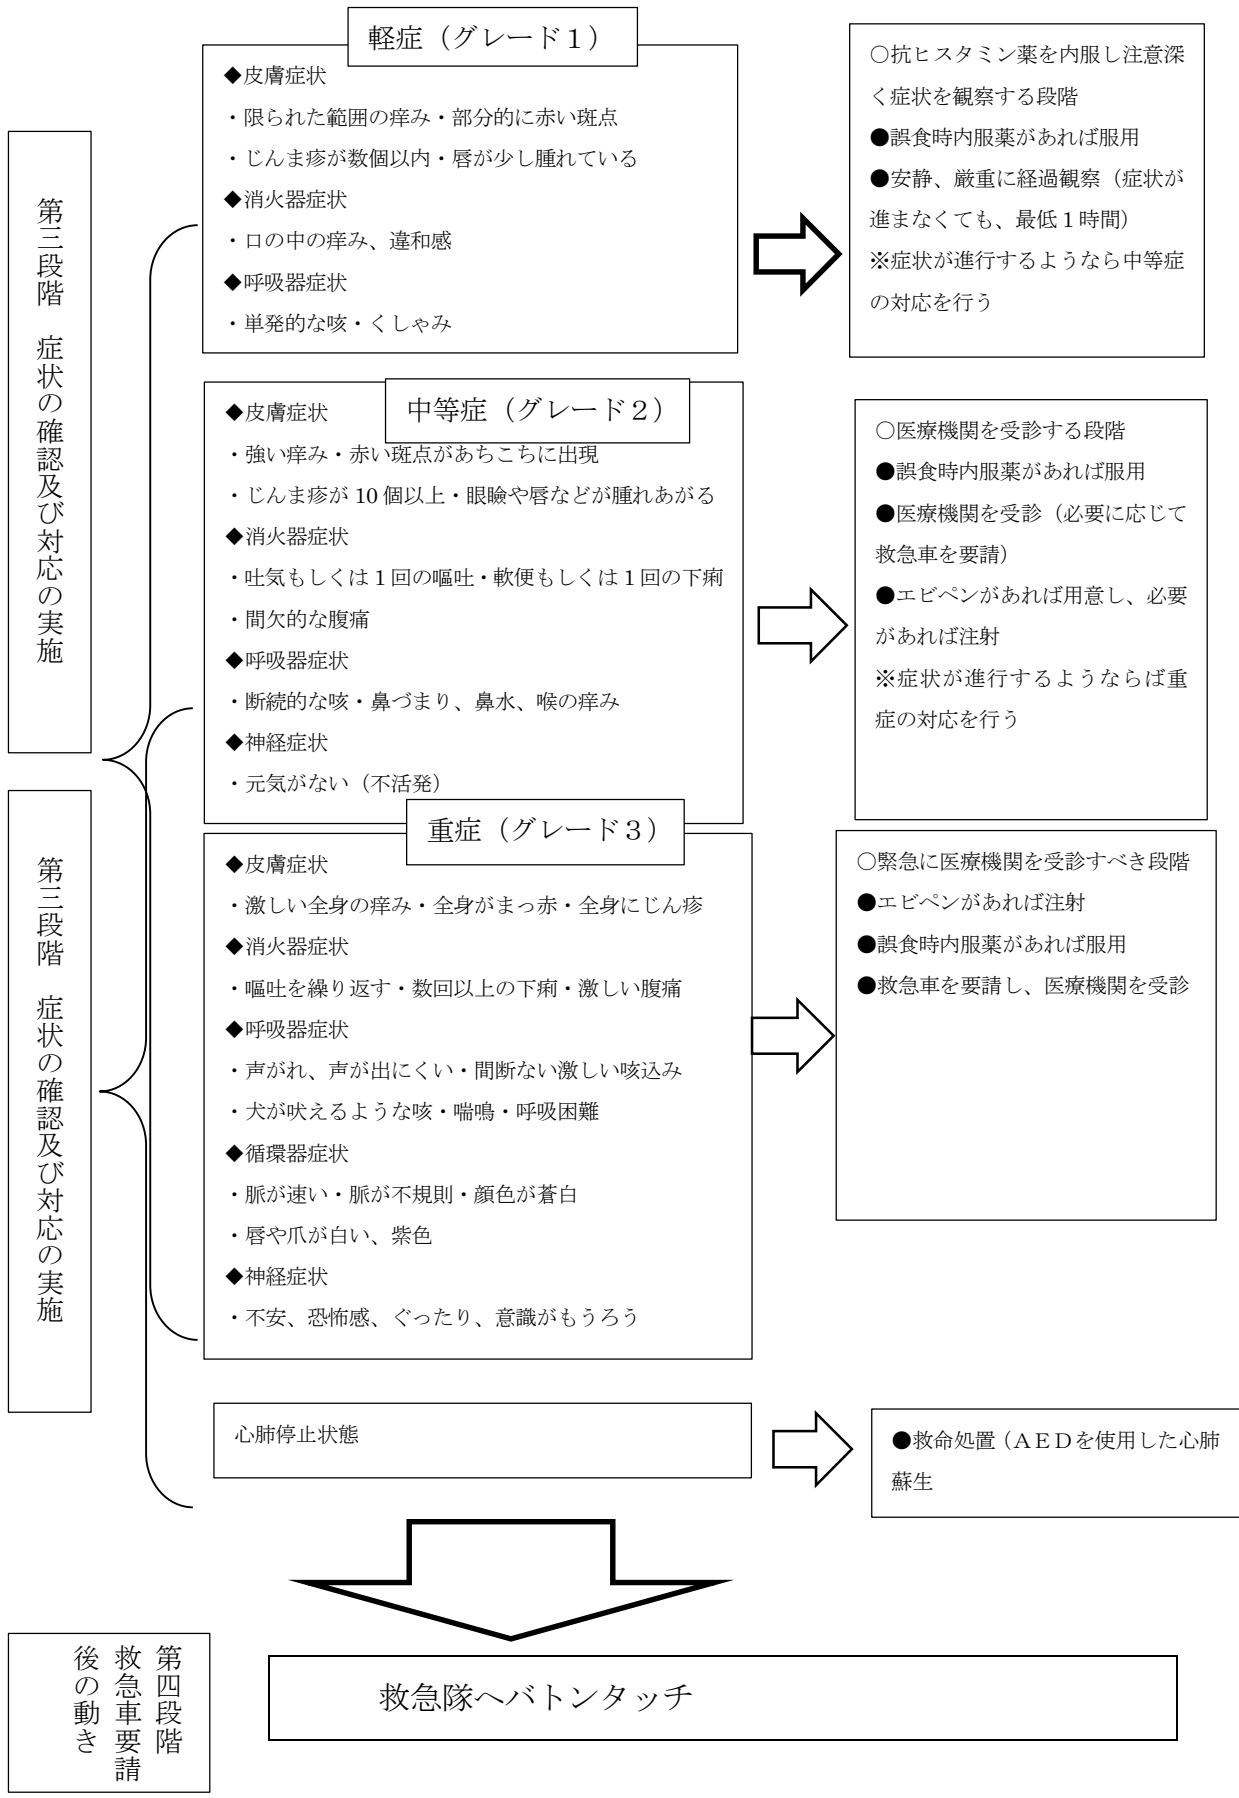 第三段階　症状の確認及び対応の実施
軽症（グレード１）
◆皮膚症状
・限られた範囲の痒み・部分的に赤い斑点
・じんま疹が数個以内・唇が少し腫れている
◆消火器症状
・口の中の痒み、違和感
◆呼吸器症状
・単発的な咳・くしゃみ
○抗ヒスタミン薬を内服し注意深
く症状を観察する段階
●誤食時内服薬があれば服用
●安静、厳重に経過観察（症状が
進まなくても、最低１時間）
※症状が進行するようなら中等症
の対応を行う
中等症（グレード２）
◆皮膚症状
・強い痒み・赤い斑点があちこちに出現
・じんま疹が 10 個以上・眼瞼や唇などが腫れあがる
◆消火器症状
・吐気もしくは１回の嘔吐・軟便もしくは１回の下痢
・間欠的な腹痛
◆呼吸器症状
・断続的な咳・鼻づまり、鼻水、喉の痒み
◆神経症状
・元気がない（不活発）
○医療機関を受診する段階
●誤食時内服薬があれば服用
●医療機関を受診（必要に応じて
救急車を要請）
●エビペンがあれば用意し、必要
があれば注射
※症状が進行するようならば重
症の対応を行う
第三段階　症状の確認及び対応の実施
重症（グレード３）
◆皮膚症状
・激しい全身の痒み・全身がまっ赤・全身にじん疹
◆消火器症状
・嘔吐を繰り返す・数回以上の下痢・激しい腹痛
◆呼吸器症状
・声がれ、声が出にくい・間断ない激しい咳込み
・犬が吠えるような咳・喘鳴・呼吸困難
◆循環器症状
・脈が速い・脈が不規則・顔色が蒼白
・唇や爪が白い、紫色
◆神経症状
・不安、恐怖感、ぐったり、意識がもうろう
○緊急に医療機関を受診すべき段階
●エビペンがあれば注射
●誤食時内服薬があれば服用
●救急車を要請し、医療機関を受診
心肺停止状態
●救命処置（ＡＥＤを使用した心肺
蘇生
第四段階
救急車要請
後の動き
救急隊へバトンタッチ